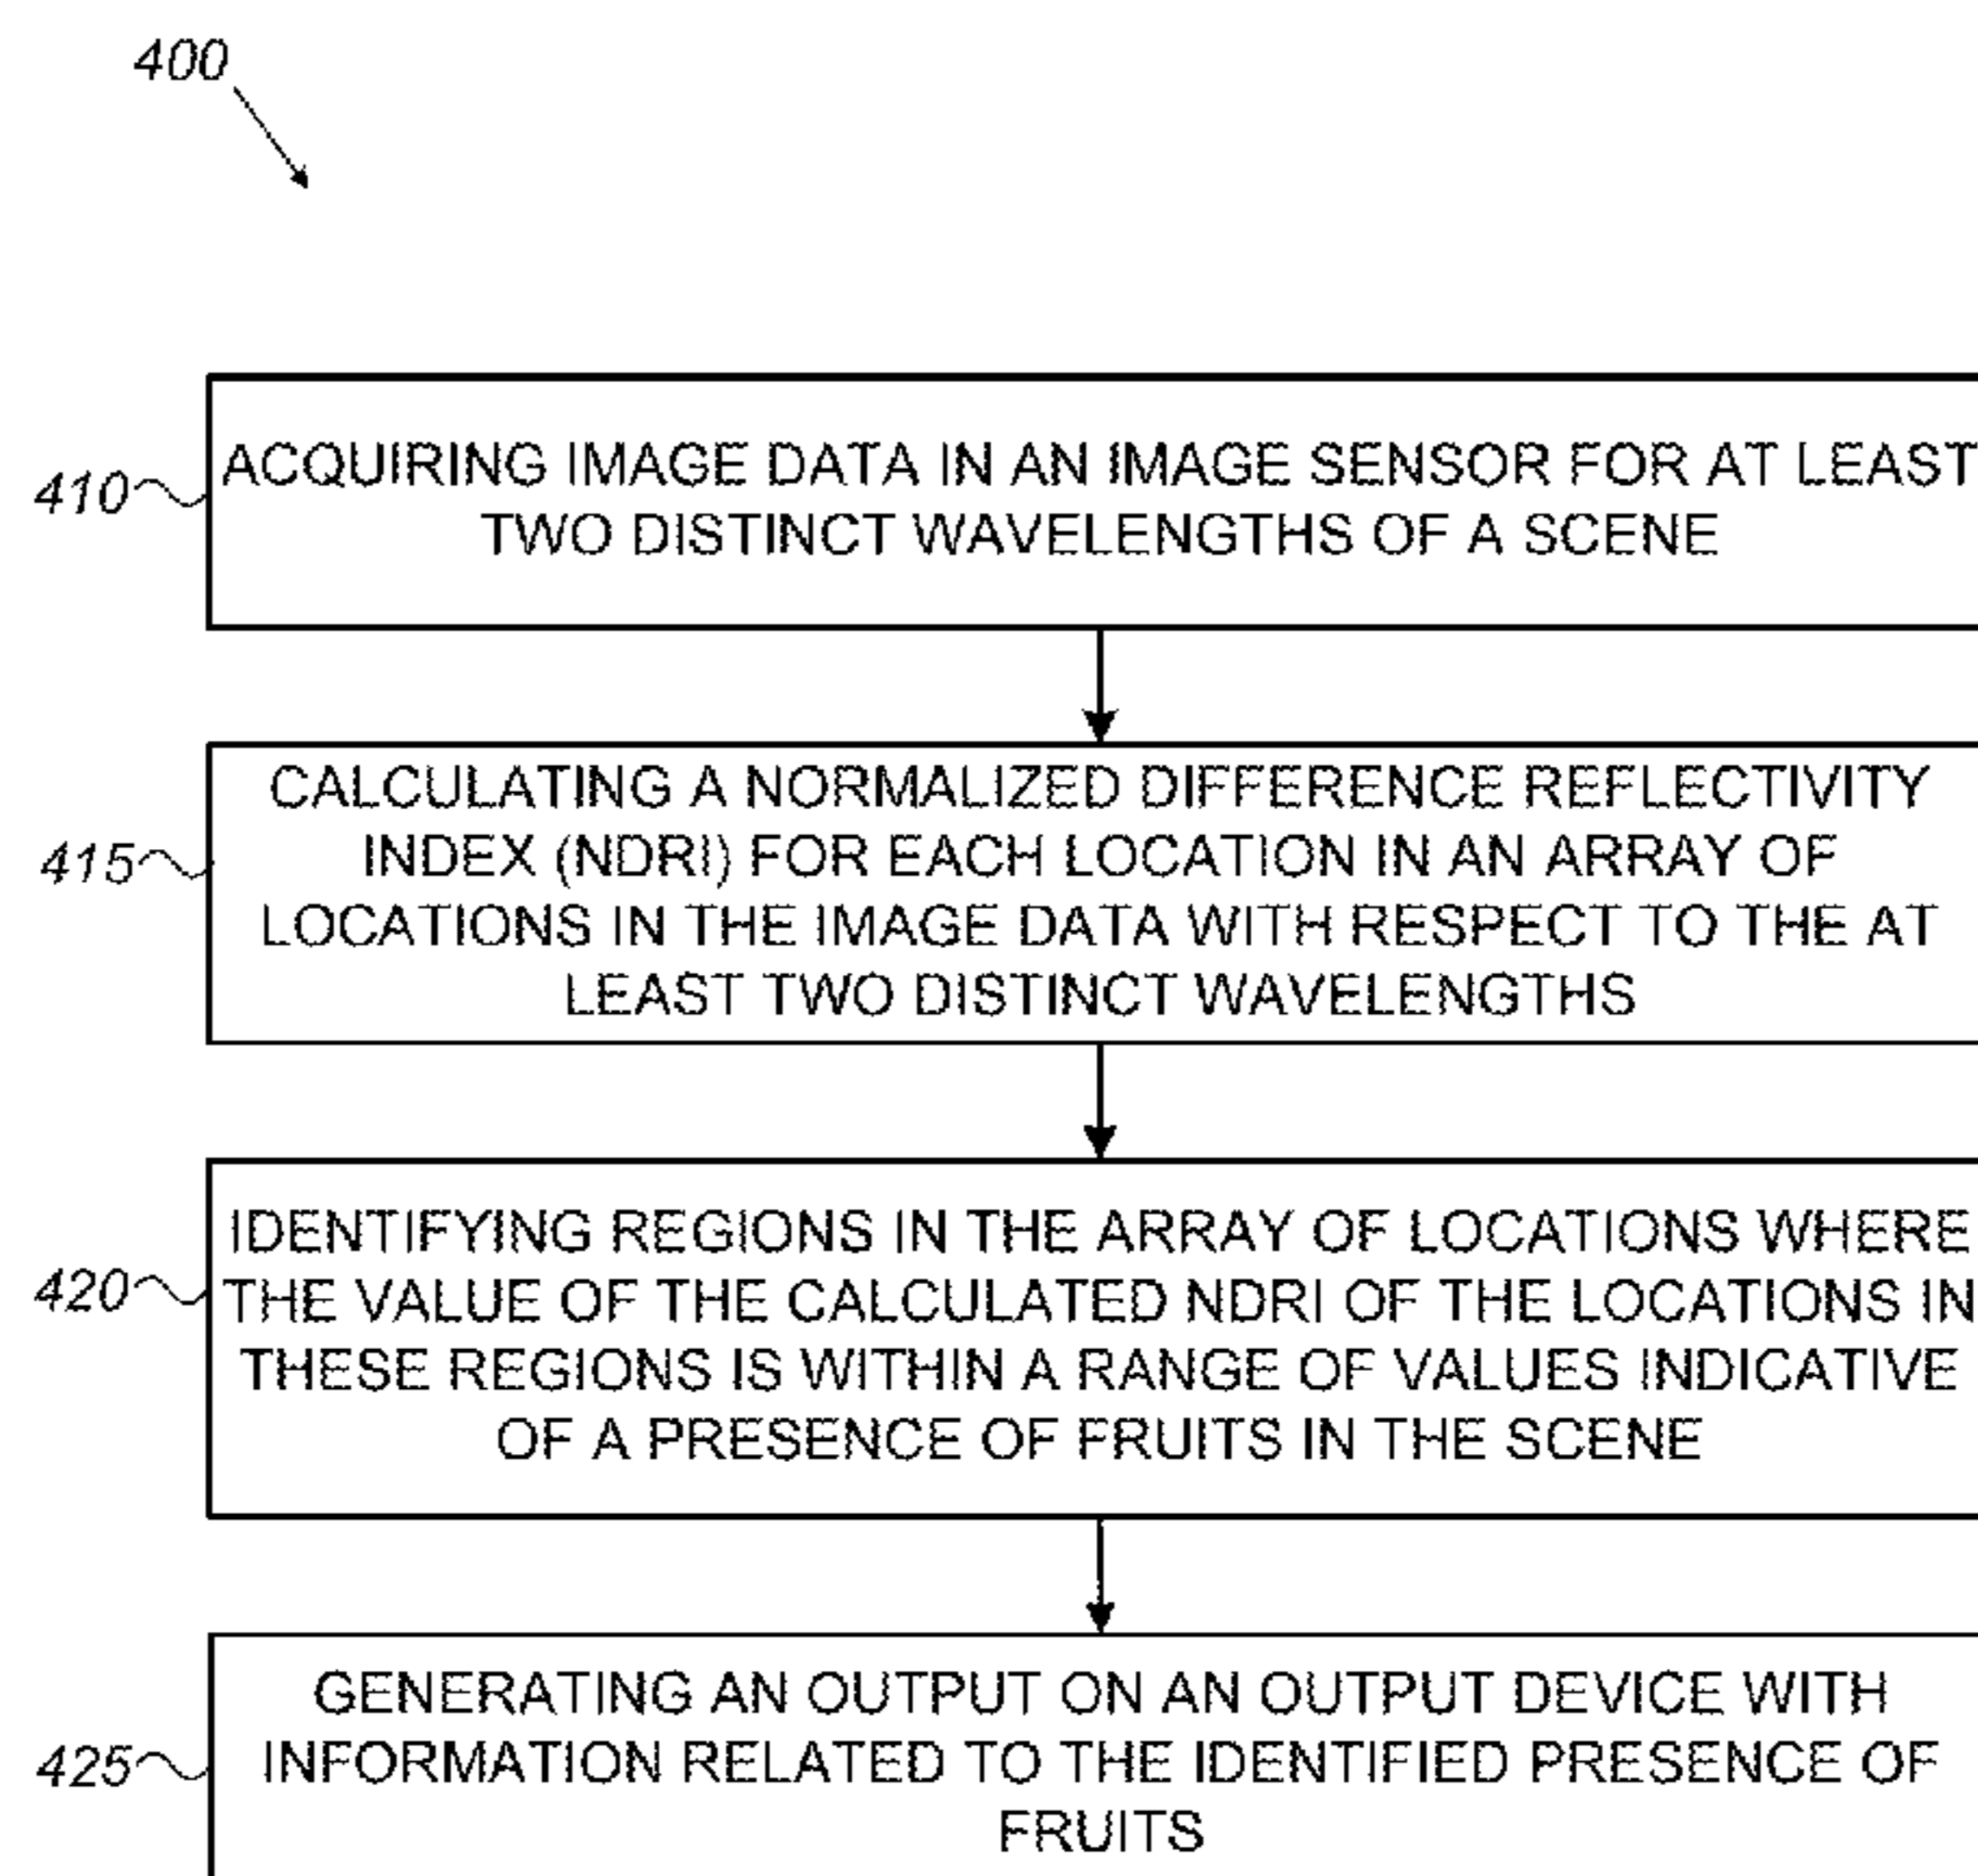 400
410
ACQUIRING IMAGE DATA IN AN IMAGE SENSOR FOR AT LEAST
TWO DISTINCT WAVELENGTHS OF A SCENE
415
CALCULATING A NORMALIZED DIFFERENCE REFLECTIVITY
INDEX (NDRI) FOR EACH LOCATION IN AN ARRAY OF
LOCATIONS IN THE IMAGE DATA WITH RESPECT TO THE AT
LEAST TWO DISTINCT WAVELENGTHS
420
IDENTIFYING REGIONS IN THE ARRAY OF LOCATIONS WHERE
THE VALUE OF THE CALCULATED NDRI OF THE LOCATIONS IN
THESE REGIONS IS WITHIN A RANGE OF VALUES INDICATIVE
OF A PRESENCE OF FRUITS IN THE SCENE
425
GENERATING AN OUTPUT ON AN OUTPUT DEVICE WITH
INFORMATION RELATED TO THE IDENTIFIED PRESENCE OF
FRUITS